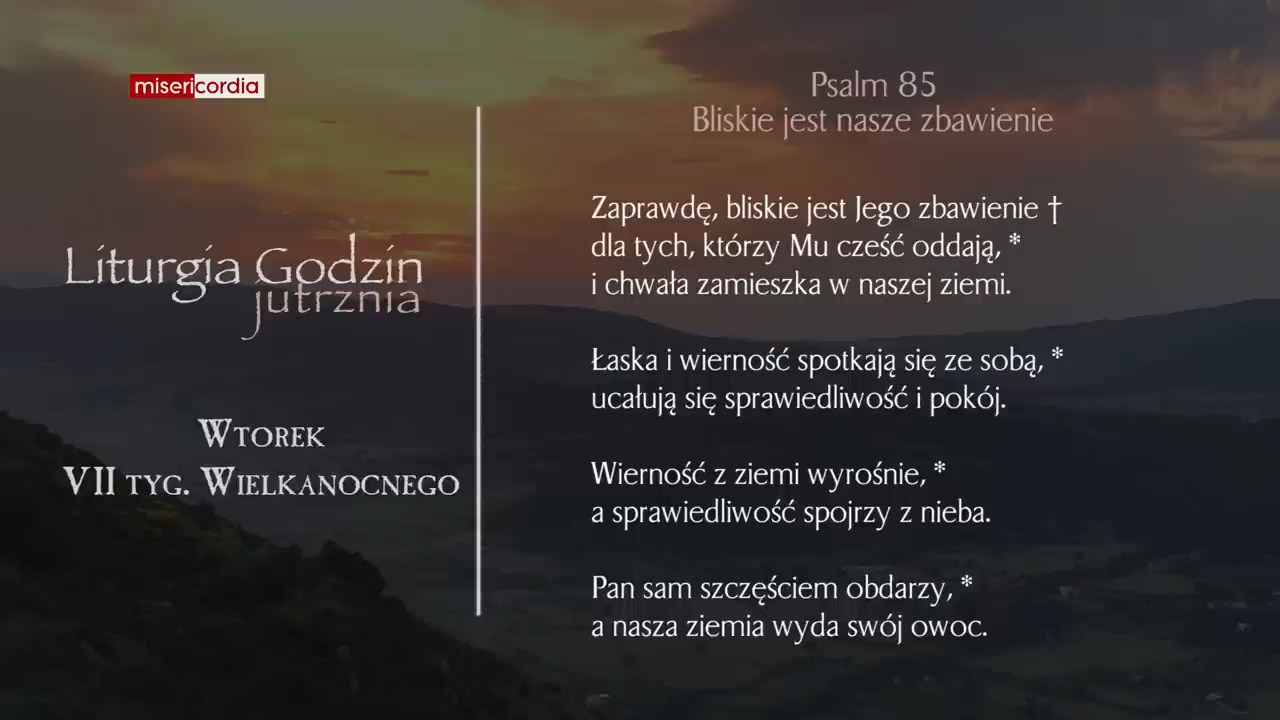 misericordia
Liturgia Godzin
jutrznia
Wtorek
VII tyg. Wielkanocnego
Psalm 85
Bliskie jest nasze zbawienie
Zaprawdę, bliskie jest Jego zbawienie †
dla tych, którzy Mu cześć oddają, *
i chwała zamieszka w naszej ziemi.
Łaska i wierność spotkają się ze sobą, *
ucałują się sprawiedliwość i pokój.
Wierność z ziemi wyrośnie, *
a sprawiedliwość spojrzy z nieba.
Pan sam szczęściem obdarzy, *
a nasza ziemia wyda swój owoc.